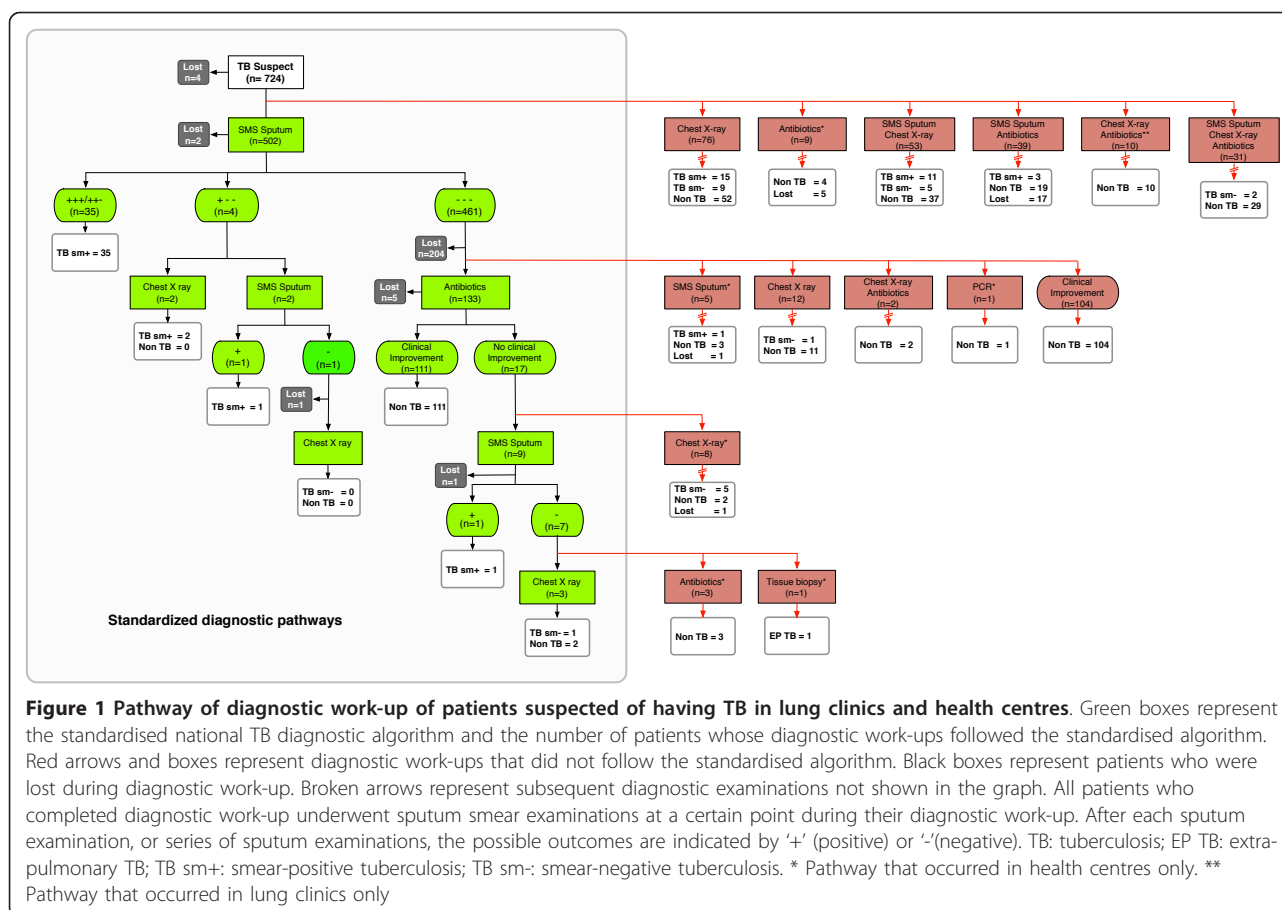 Lost
n=4
TB Suspect
(n= 724)
Lost
n=2
SMS Sputum
(n=502)
Chest X-ray
(n=76)
Antibiotics*
(n=9)
SMS Sputum
Chest X-ray
(n=53)
SMS Sputum
Antibiotics
(n=39)
Chest X-ray
Antibiotics**
(n=10)
SMS Sputum
Chest X-ray
Antibiotics
(n=31)
TB sm+ = 15
TB sm- = 9
Non TB = 52
Non TB = 4
Lost = 5
TB sm+ = 11
TB sm- = 5
Non TB = 37
TB sm+ = 3
Non TB = 19
Lost = 17
Non TB = 10
TB sm- = 2
Non TB = 29
+++/++-
(n=35)
+ - -
(n=4)
- - -
(n=461)
TB sm+ = 35
Lost
n=204
Chest X ray
(n=2)
SMS Sputum
(n=2)
Lost
n=5
Antibiotics
(n=133)
SMS Sputum*
(n=5)
Chest X ray
(n=12)
Chest X-ray
Antibiotics
(n=2)
PCR*
(n=1)
Clinical
Improvement
(n=104)
TB sm+ = 2
Non TB = 0
+
(n=1)
-
(n=1)
Clinical
Improvement
(n=111)
No clinical
Improvement
(n=17)
TB sm+ = 1
Non TB = 3
Lost = 1
TB sm- = 1
Non TB = 11
Non TB = 2
Non TB = 1
Non TB = 104
TB sm+ = 1
Lost
n=1
Non TB = 111
Chest X ray
SMS Sputum
(n=9)
Chest X-ray*
(n=8)
TB sm- = 0
Non TB = 0
Lost
n=1
TB sm- = 5
Non TB = 2
Lost = 1
+
(n=1)
-
(n=7)
TB sm+ = 1
Chest X ray
(n=3)
Antibiotics*
(n=3)
Tissue biopsy*
(n=1)
TB sm- = 1
Non TB = 2
Non TB = 3
EP TB = 1
Standardized diagnostic pathways
Figure 1 Pathway of diagnostic work-up of patients suspected of having TB in lung clinics and health centres. Green boxes represent
the standardised national TB diagnostic algorithm and the number of patients whose diagnostic work-ups followed the standardised algorithm.
Red arrows and boxes represent diagnostic work-ups that did not follow the standardised algorithm. Black boxes represent patients who were
lost during diagnostic work-up. Broken arrows represent subsequent diagnostic examinations not shown in the graph. All patients who
completed diagnostic work-up underwent sputum smear examinations at a certain point during their diagnostic work-up. After each sputum
examination, or series of sputum examinations, the possible outcomes are indicated by ‘+’ (positive) or ‘-’(negative). TB: tuberculosis; EP TB: extra-
pulmonary TB; TB sm+: smear-positive tuberculosis; TB sm-: smear-negative tuberculosis. * Pathway that occurred in health centres only. **
Pathway that occurred in lung clinics only